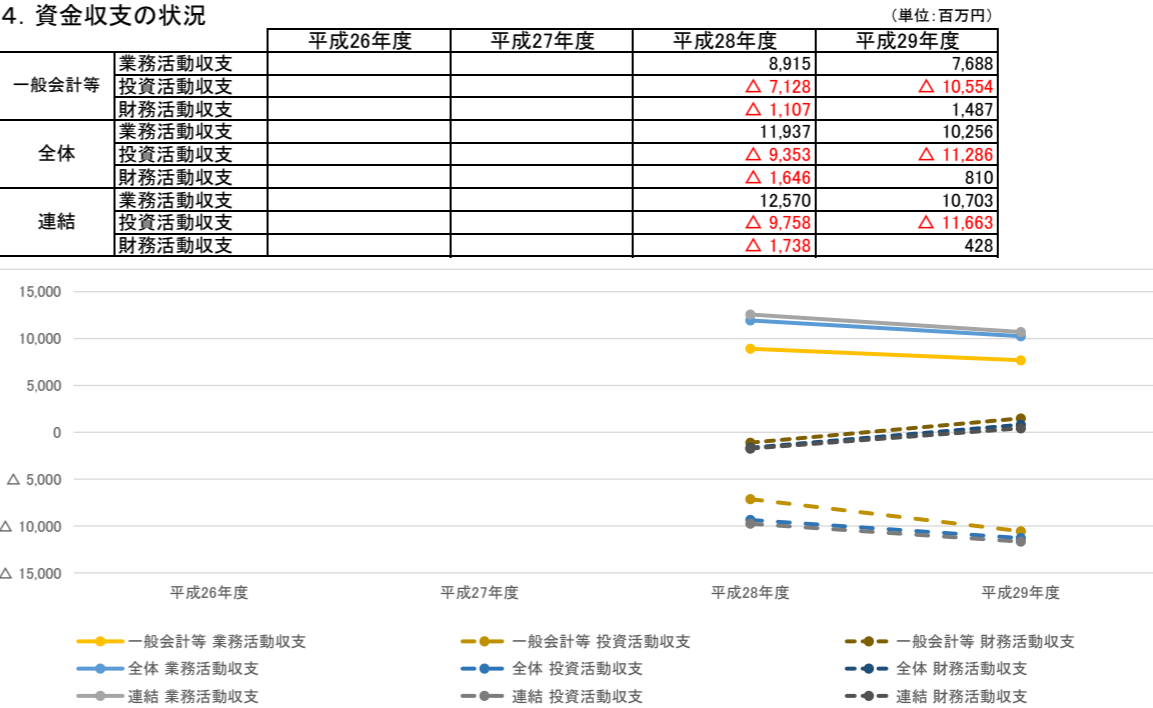 4. 資金収支の状況
(単位:百万円)
平成26年度 平成27年度 平成28年度 平成29年度
一般会計等 業務活動収支 8,915 7,688
投資活動収支 △ 7,128 △ 10,554
財務活動収支 △ 1,107 1,487
全体 業務活動収支 11,937 10,256
投資活動収支 △ 9,353 △ 11,286
財務活動収支 △ 1,646 810
連結 業務活動収支 12,570 10,703
投資活動収支 △ 9,758 △ 11,663
財務活動収支 △ 1,738 428
15,000
10,000
5,000
0
△ 5,000
△ 10,000
△ 15,000
平成26年度 平成27年度 平成28年度 平成29年度
一般会計等 業務活動収支 一般会計等 投資活動収支 一般会計等 財務活動収支
全体 業務活動収支 全体 投資活動収支 全体 財務活動収支
連結 業務活動収支 連結 投資活動収支 連結 財務活動収支